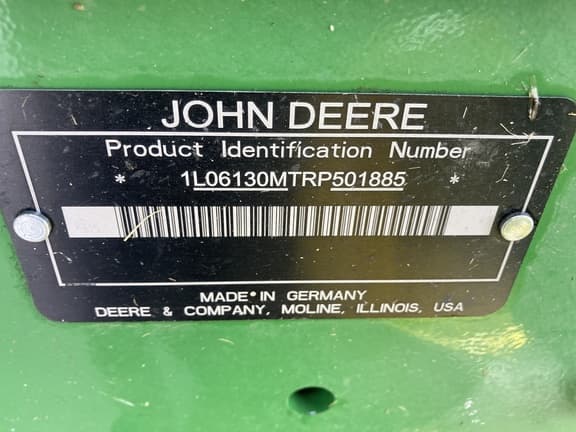 JOHN DEERE
Product Identification Number
* 1L06130MTRP501885 *
MADE IN GERMANY
DEERE & COMPANY, MOLINE, ILLINOIS, USA